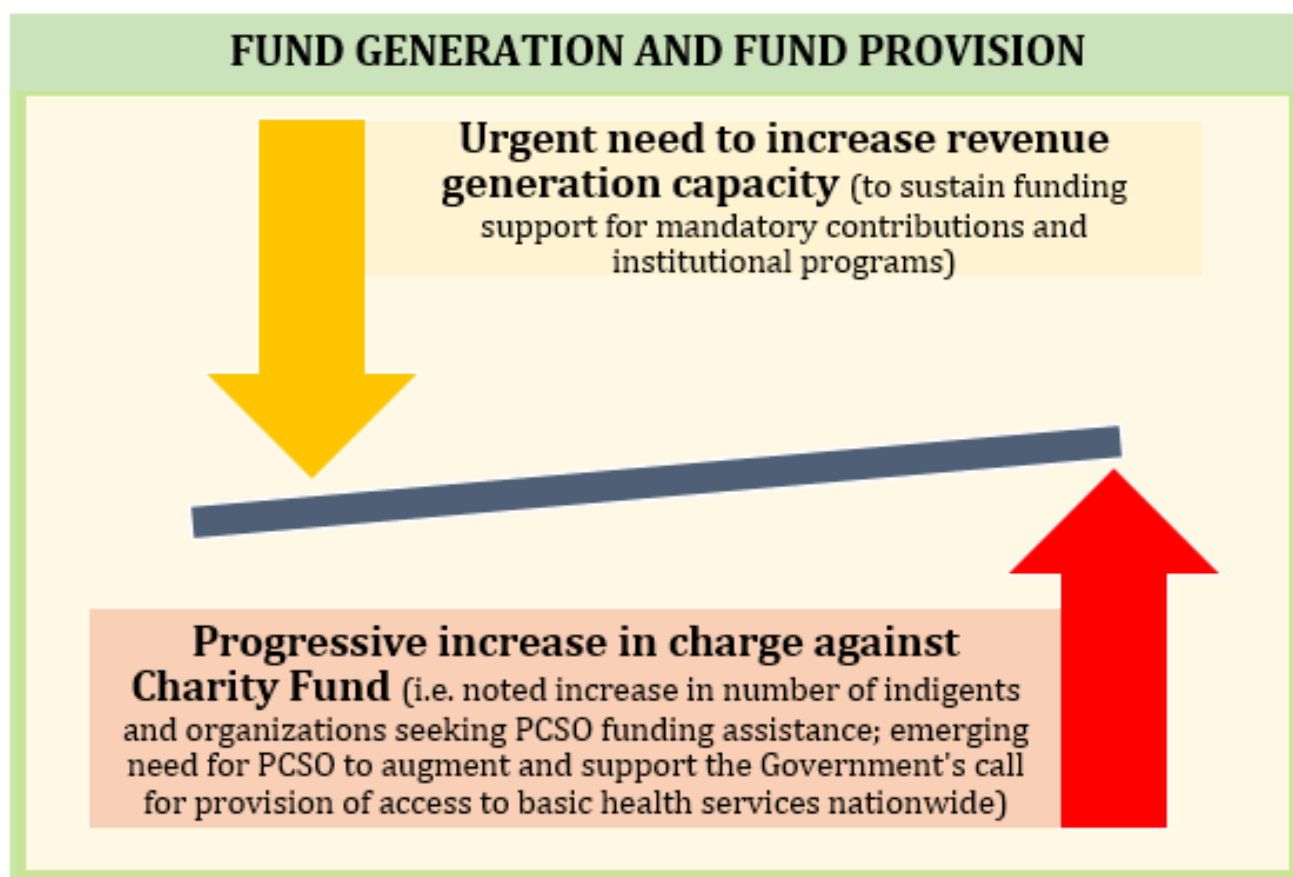 FUND GENERATION AND FUND PROVISION
Urgent need to increase revenue
generation capacity (to sustain funding
support for mandatory contributions and
institutional programs)
Progressive increase in charge against
Charity Fund (i.e. noted increase in number of indigents
and organizations seeking PCSO funding assistance; emerging
need for PCSO to augment and support the Government's call
for provision of access to basic health services nationwide)